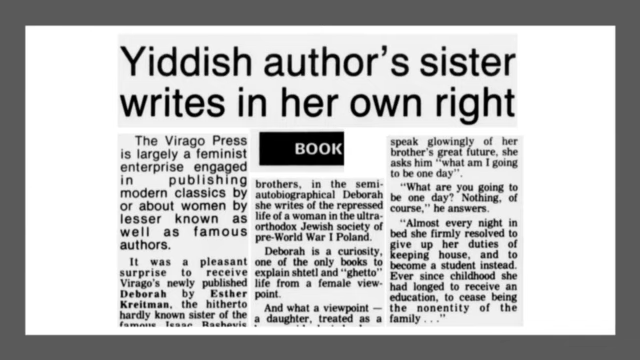 Yiddish author's sister
writes in her own right
The Virago Press
is largely a feminist
enterprise engaged
in publishing
modern classics by
or about women by
lesser known as
well as famous
authors.
It was a pleasant
surprise to receive
Virago's newly published
Deborah by Esther
Kreitman, the hitherto
hardly known sister of the
famous Isaac Bashevis
BOOK
brothers, in the semi-
autobiographical Deborah
she writes of the repressed
life of a woman in the ultra-
orthodox Jewish society of
pre-World War I Poland.
Deborah is a curiosity,
one of the only books to
explain shtetl and "ghetto"
life from a female view-
point.
And what a viewpoint —
a daughter, treated as a
speak glowingly of her
brother's great future, she
asks him "what am I going
to be one day".
"What are you going to
be one day? Nothing, of
course," he answers.
"Almost every night in
bed she firmly resolved to
give up her duties of
keeping house, and to
become a student instead.
Ever since childhood she
had longed to receive an
education, to cease being
the nonentity of the
family . . ."